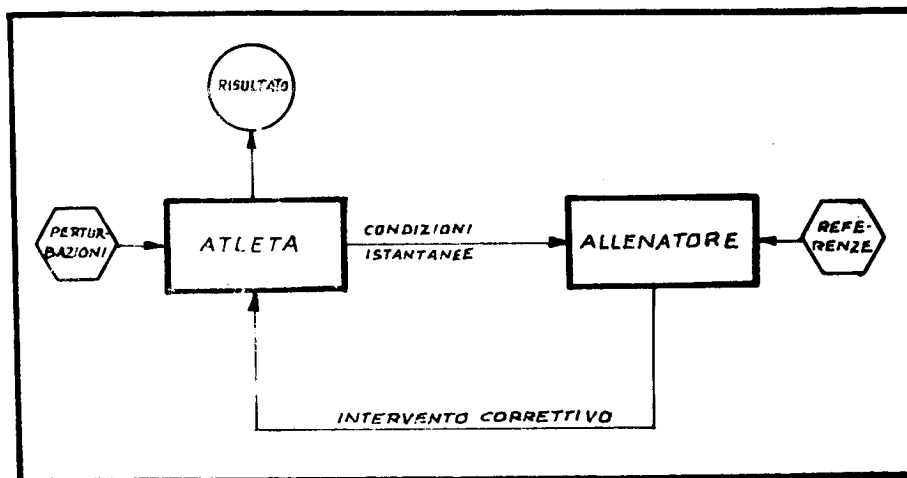 RISULTATO
PERTUR-
BAZIONI
ATLETA
CONDIZIONI
ISTANTANEE
ALLENATORE
REFE-
RENZE
INTERVENTO CORRETTIVO